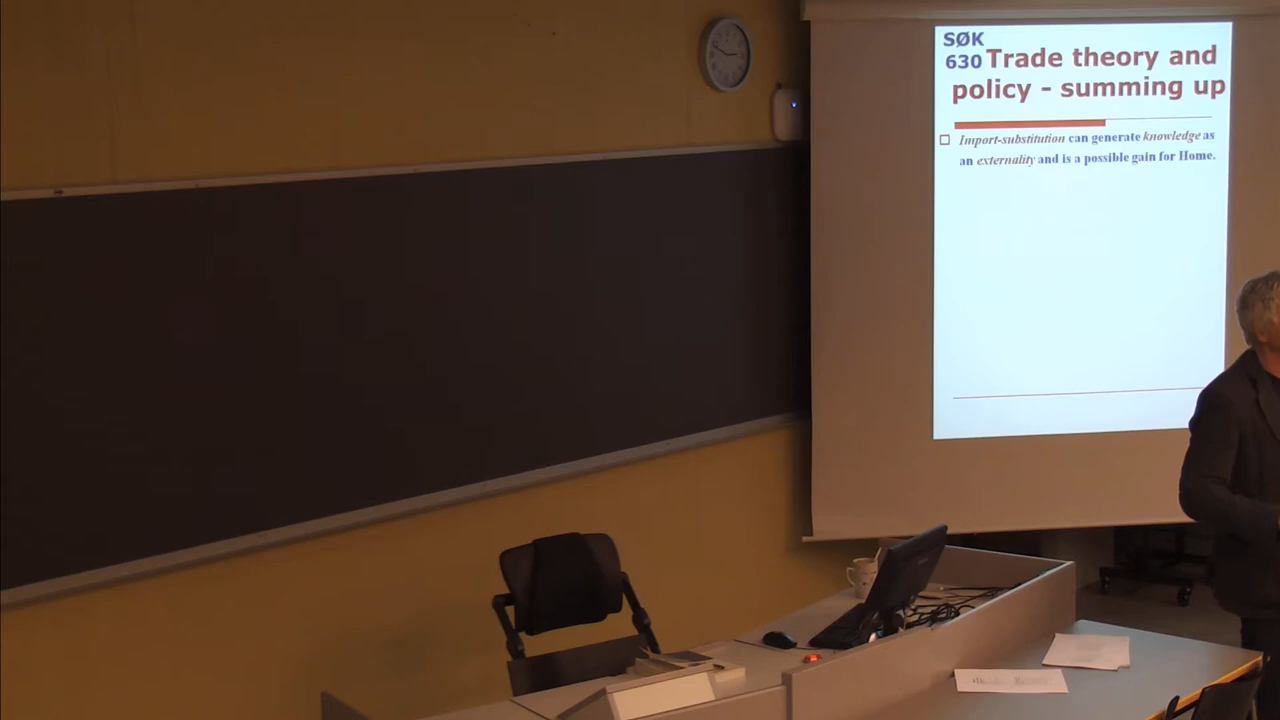 SØK
630 Trade theory and
policy - summing up
Import-substitution can generate knowledge as
an externality and is a possible gain for Home.